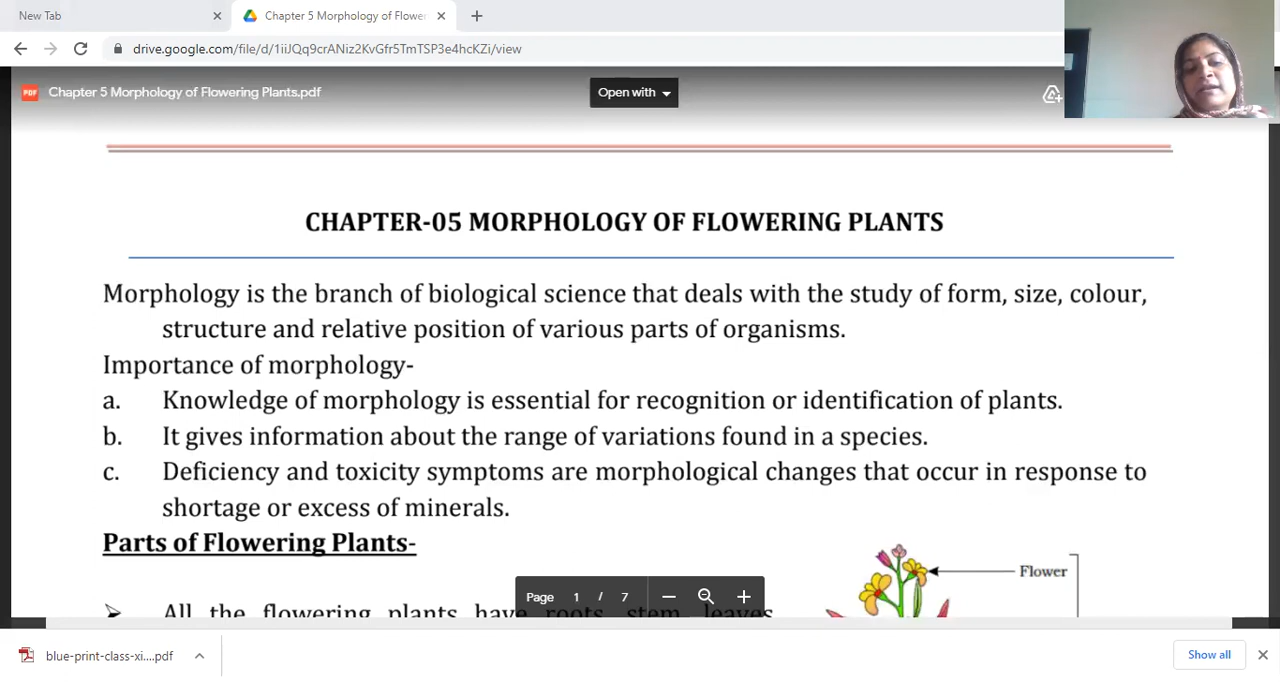 New Tab
Chapter 5 Morphology of Flower
drive.google.com/file/d/1iiJQq9crANiz2KvGfr5TmTSP3e4hcKZi/view
PDF Chapter 5 Morphology of Flowering Plants.pdf
Open with
CHAPTER-05 MORPHOLOGY OF FLOWERING PLANTS
Morphology is the branch of biological science that deals with the study of form, size, colour,
structure and relative position of various parts of organisms.
Importance of morphology-
a. Knowledge of morphology is essential for recognition or identification of plants.
b. It gives information about the range of variations found in a species.
c. Deficiency and toxicity symptoms are morphological changes that occur in response to
shortage or excess of minerals.
Parts of Flowering Plants-
Flower
Page 1 / 7
➢ All the flowering plants have roots stem leaves
blue-print-class-xi....pdf
Show all